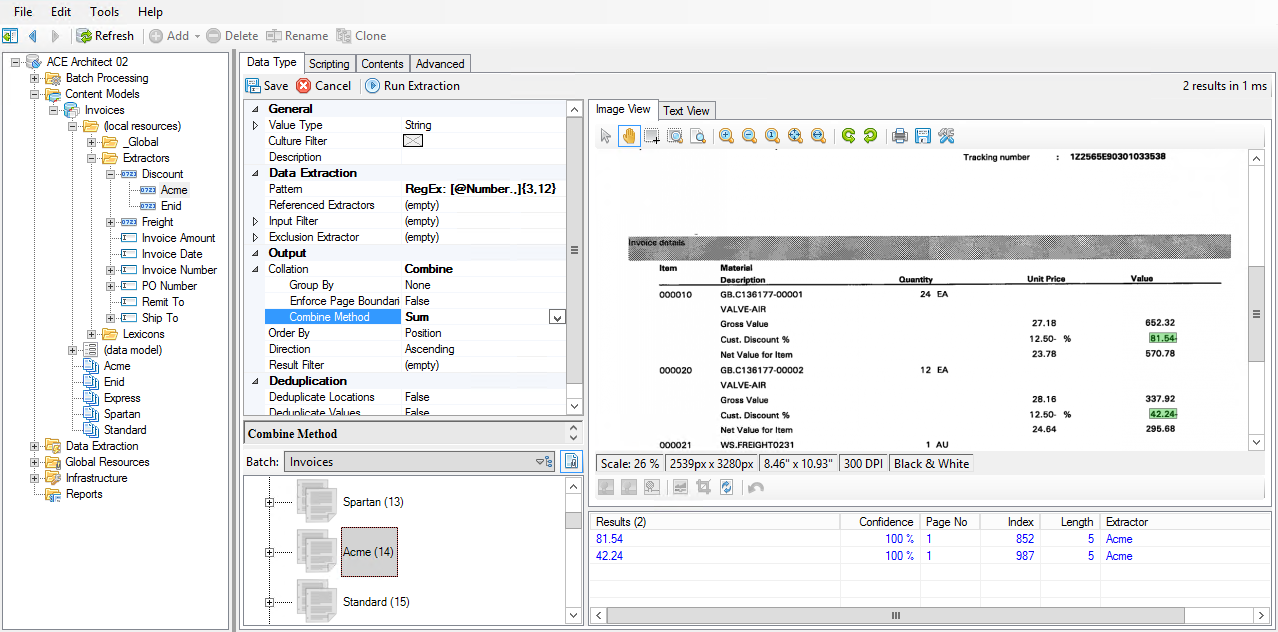 File Edit Tools Help
Refresh Add Delete Rename Clone
ACE Architect 02
Batch Processing
Content Models
Invoices
(local resources)
_Global
Extractors
Discount
Acme
Enid
Freight
Invoice Amount
Invoice Date
Invoice Number
PO Number
Remit To
Ship To
Lexicons
(data model)
Acme
Enid
Express
Spartan
Standard
Data Extraction
Global Resources
Infrastructure
Reports
Data Type Scripting Contents Advanced
Save Cancel Run Extraction 2 results in 1 ms
General
Value Type String
Culture Filter
Description
Data Extraction
Pattern RegEx: [@Number.,]{3,12}
Referenced Extractors (empty)
Input Filter (empty)
Exclusion Extractor (empty)
Output
Collation Combine
Group By None
Enforce Page Boundari False
Combine Method Sum
Order By Position
Direction Ascending
Result Filter (empty)
Deduplication
Deduplicate Locations False
Deduplicate Values False
Combine Method
Batch: Invoices
Spartan (13)
Acme (14)
Standard (15)
Image View Text View
Tracking number : 1Z2565E90301033538
Invoice details
Item Material
Description Quantity Unit Price Value
000010 GB.C136177-00001 24 EA
VALVE-AIR
Gross Value 27.18 652.32
Cust. Discount % 12.50- % 81.54-
Net Value for Item 23.78 570.78
000020 GB.C136177-00002 12 EA
VALVE-AIR
Gross Value 28.16 337.92
Cust. Discount % 12.50- % 42.24-
Net Value for Item 24.64 295.68
000021 WS.FREIGHT0231 1 AU
Scale: 26 % 2539px x 3280px 8.46" x 10.93" 300 DPI Black & White
Results (2) Confidence Page No Index Length Extractor
81.54 100 % 1 852 5 Acme
42.24 100 % 1 987 5 Acme